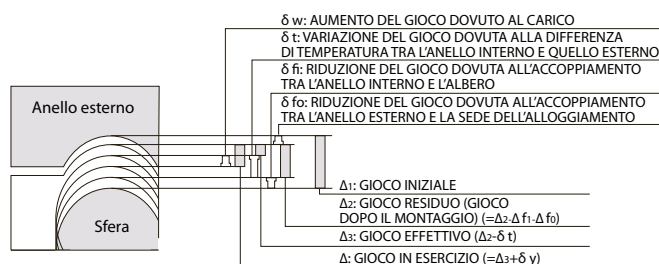 δ w: AUMENTO DEL GIOCO DOVUTO AL CARICO
δ t: VARIAZIONE DEL GIOCO DOVUTA ALLA DIFFERENZA
DI TEMPERATURA TRA L'ANELLO INTERNO E QUELLO ESTERNO
δ fi: RIDUZIONE DEL GIOCO DOVUTA ALL'ACCOPPIAMENTO
TRA L'ANELLO INTERNO E L'ALBERO
δ fo: RIDUZIONE DEL GIOCO DOVUTA ALL'ACCOPPIAMENTO
TRA L'ANELLO ESTERNO E LA SEDE DELL'ALLOGGIAMENTO
Anello esterno
Sfera
Δ1: GIOCO INIZIALE
Δ2: GIOCO RESIDUO (GIOCO
DOPO IL MONTAGGIO) (=Δ2-Δ f1-Δ f0)
Δ3: GIOCO EFFETTIVO (Δ2-δ t)
Δ: GIOCO IN ESERCIZIO (=Δ3+δ y)